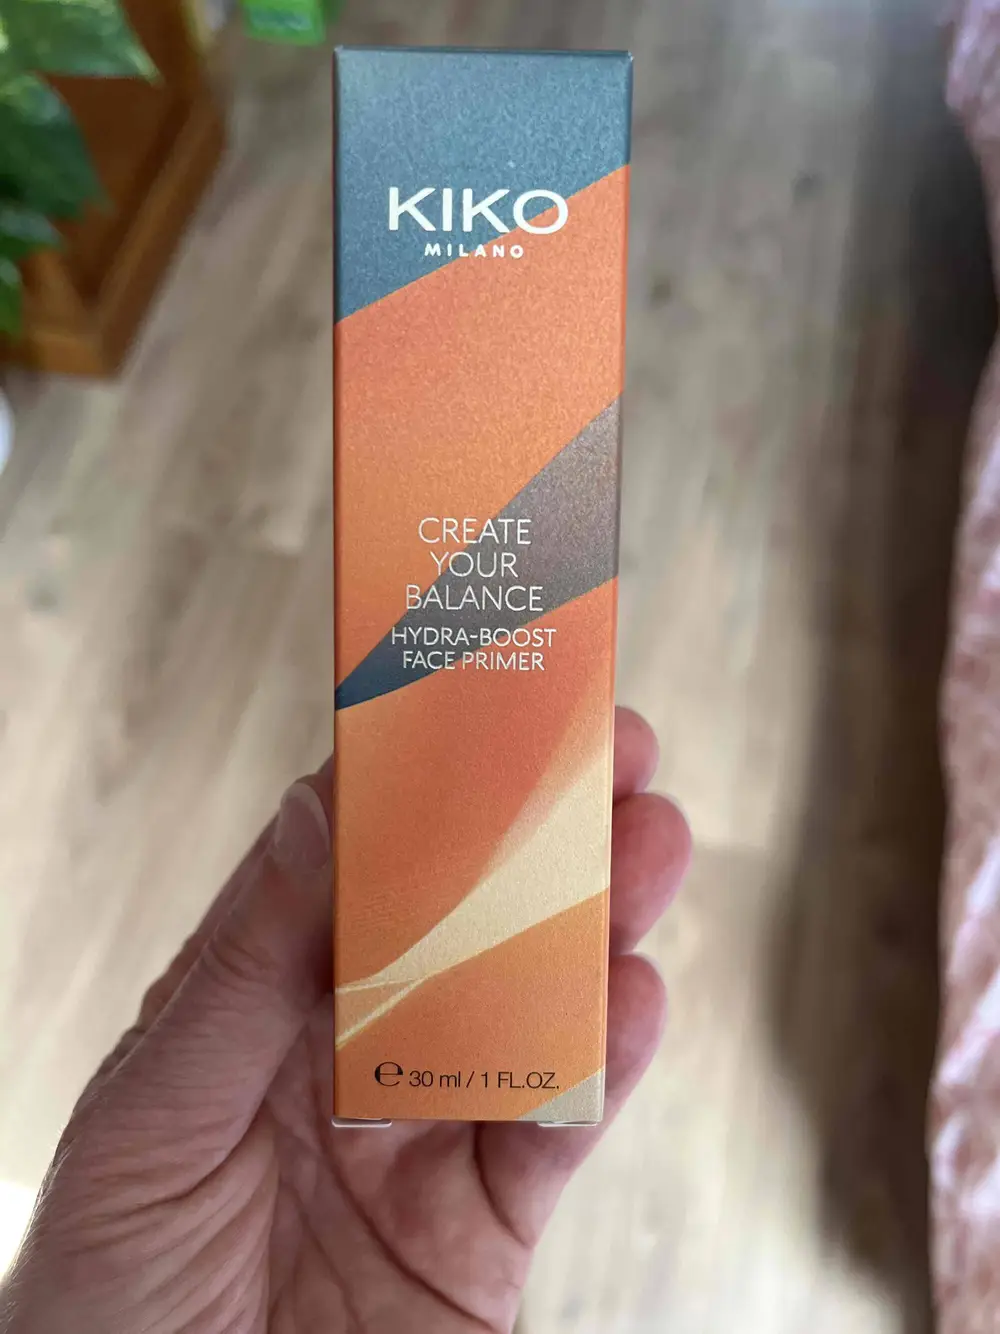 KIKO
MILANO
CREATE
YOUR
BALANCE
HYDRA-BOOST
FACE PRIMER
℮ 30 ml / 1 FL.OZ.